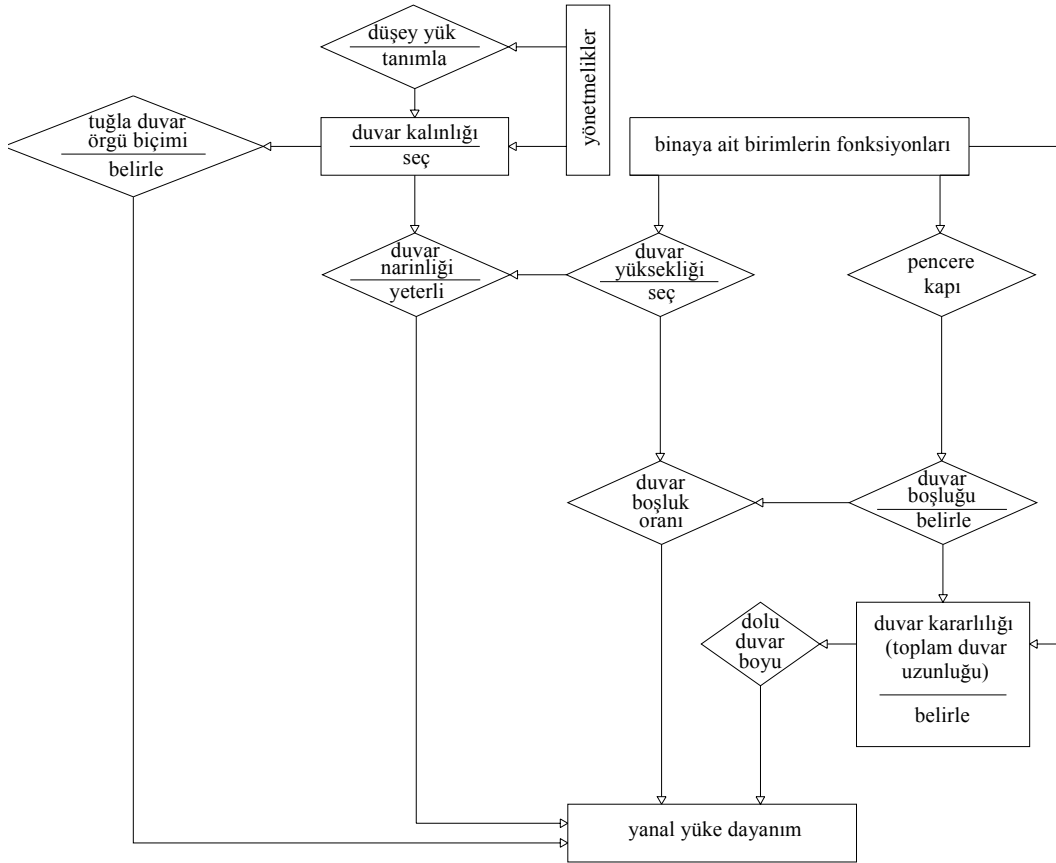 düşey yük
tanımla
yönetmelikler
tuğla duvar
örgü biçimi
belirle
duvar kalınlığı
seç
binaya ait birimlerin fonksiyonları
duvar
narinliği
yeterli
duvar
yüksekliği
seç
pencere
kapı
duvar
boşluk
oranı
duvar
boşluğu
belirle
dolu
duvar
boyu
duvar kararlılığı
(toplam duvar
uzunluğu)
belirle
yanal yüke dayanım